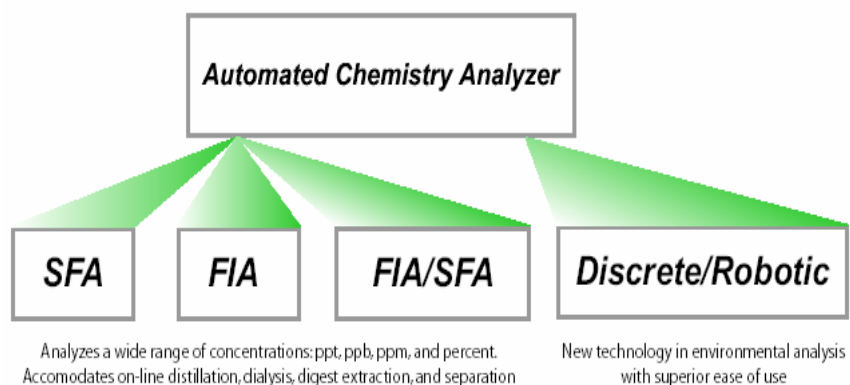 Automated Chemistry Analyzer
SFA
FIA
FIA/SFA
Discrete/Robotic
Analyzes a wide range of concentrations: ppt, ppb, ppm, and percent.
Accomodates on-line distillation, dialysis, digest extraction, and separation
New technology in environmental analysis
with superior ease of use